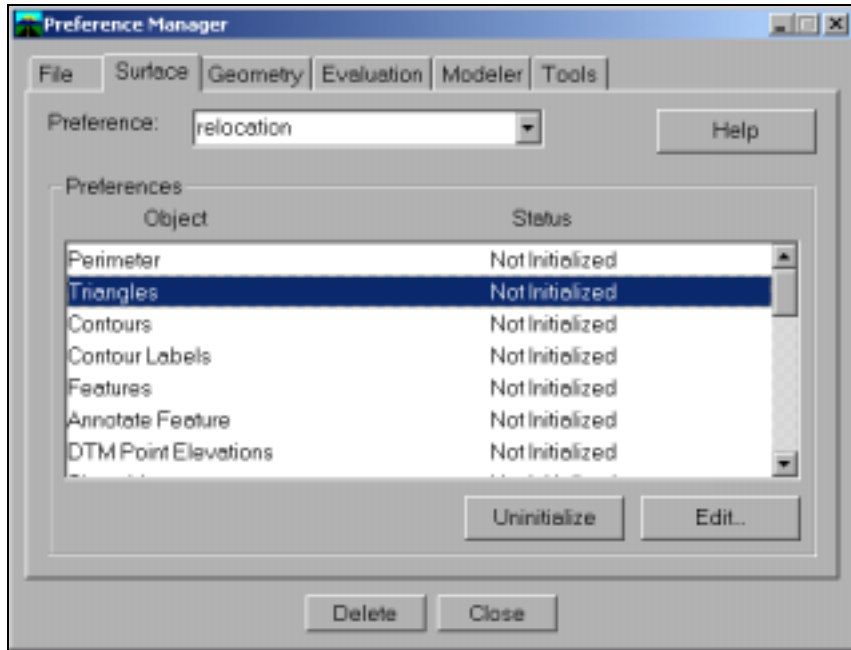 Preference Manager
File Surface Geometry Evaluation Modeler Tools
Preference: relocation Help
Preferences
Object Status
Perimeter Not Initialized
Triangles Not Initialized
Contours Not Initialized
Contour Labels Not Initialized
Features Not Initialized
Annotate Feature Not Initialized
DTM Point Elevations Not Initialized
Uninitialize Edit..
Delete Close